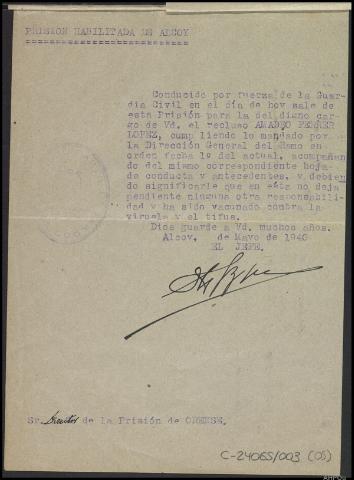 PRISION HABILITADA DE ALCOY
Conducido por fuerza de la Guar-
dia Civil en el día de hoy sale de
esta Prisión para la del digno car-
go de Vd. el recluso AMADEO FERRER
LOPEZ, cumpliendo lo mandado por
la Dirección General del Ramo en
orden fecha 1º del actual, acompañan
do del mismo correspondiente hoja-
de conducta y antecedentes, y debien
do significarle que en esta no deja
pendiente ninguna otra responsabili-
dad y ha sido vacunado contra la
viruela y el tifus.
Dios guarde a Vd. muchos años.
Alcoy, de Mayo de 1940
EL JEFE.
Sr. Director de la Prisión de ORENSE.
C-24065/003 (05)